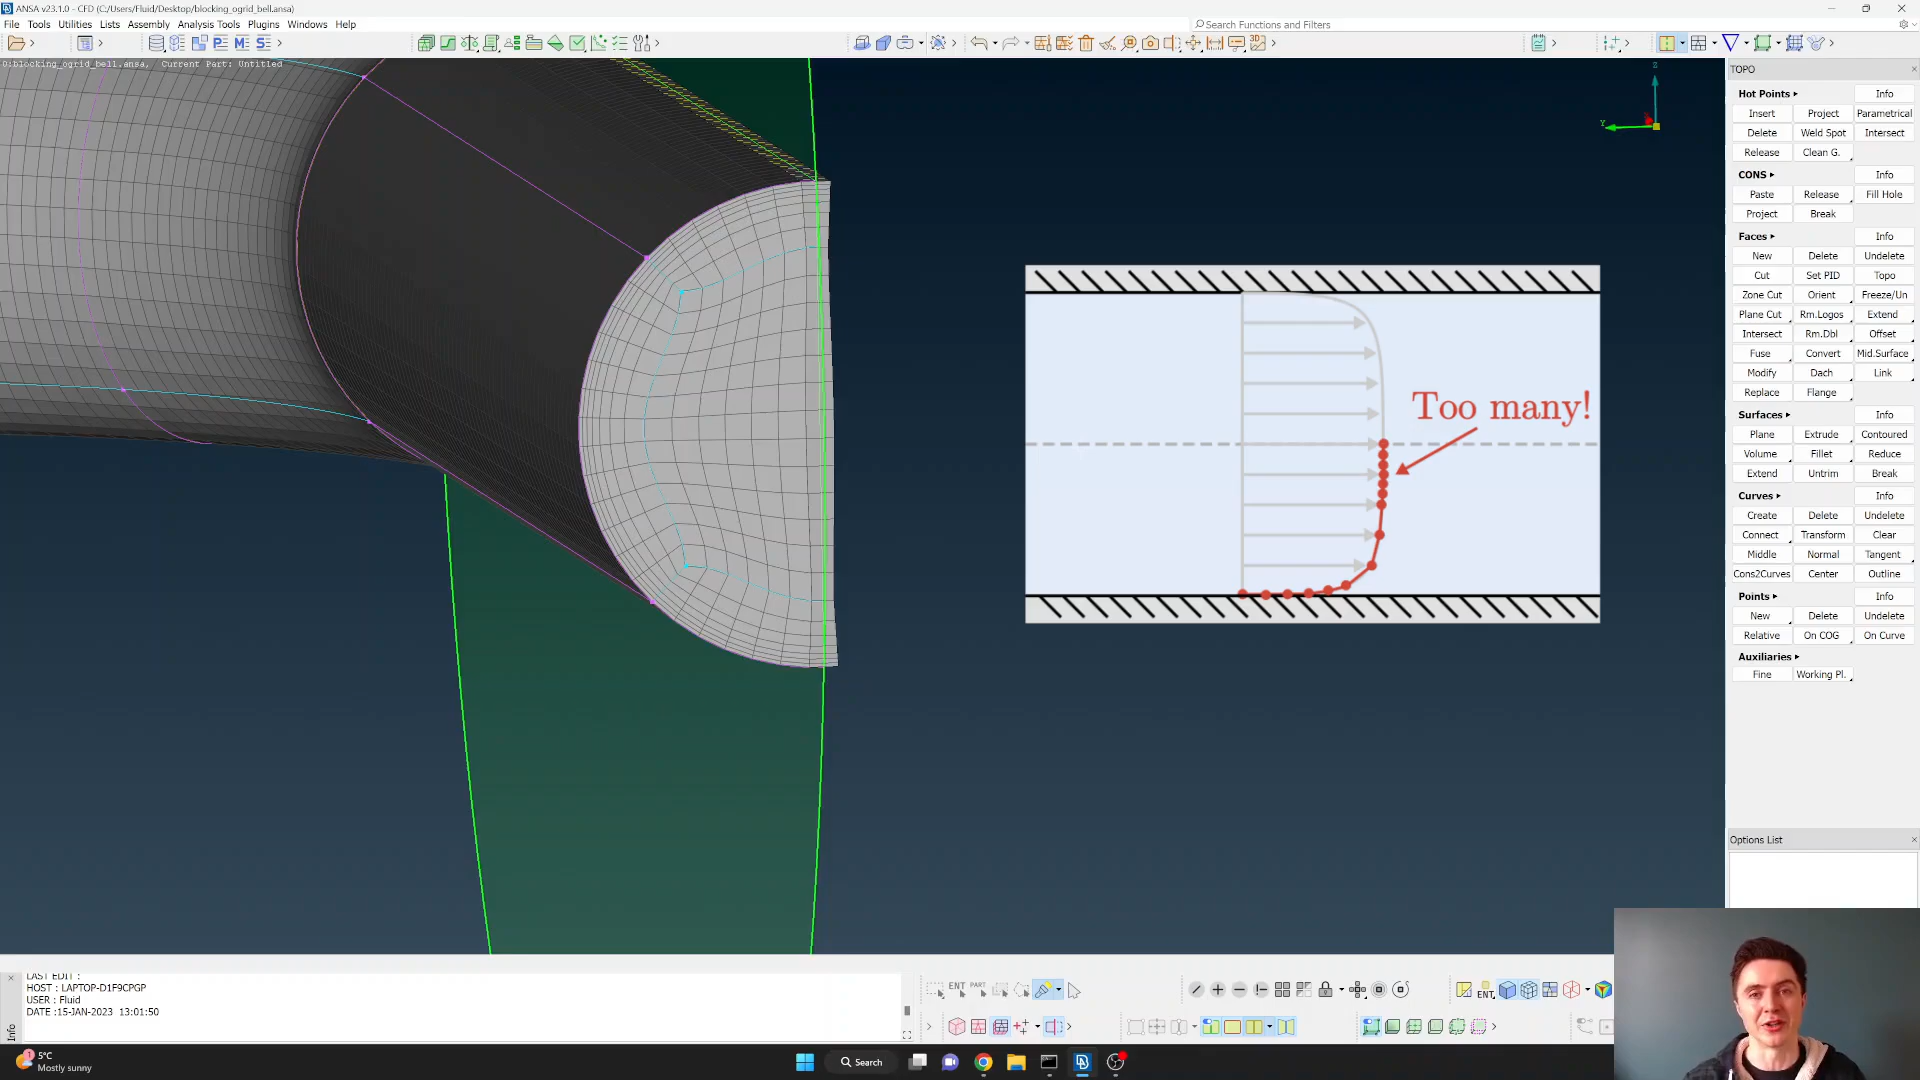 ANSA v23.1.0 - CFD (C:/Users/Fluid/Desktop/blocking_ogrid_bell.ansa)
File Tools Utilities Lists Assembly Analysis Tools Plugins Windows Help
Search Functions and Filters
0:blocking_ogrid_bell.ansa, Current Part: Untitled
Z
Y
Too many!
TOPO
Hot Points Info
Insert Project Parametrical
Delete Weld Spot Intersect
Release Clean G.
CONS Info
Paste Release Fill Hole
Project Break
Faces Info
New Delete Undelete
Cut Set PID Topo
Zone Cut Orient Freeze/Un
Plane Cut Rm.Logos Extend
Intersect Rm.Dbl Offset
Fuse Convert Mid.Surface
Modify Dach Link
Replace Flange
Surfaces Info
Plane Extrude Contoured
Volume Fillet Reduce
Extend Untrim Break
Curves Info
Create Delete Undelete
Connect Transform Clear
Middle Normal Tangent
Cons2Curves Center Outline
Points Info
New Delete Undelete
Relative On COG On Curve
Auxiliaries
Fine Working Pl.
Options List
LAST EDIT :
HOST : LAPTOP-D1F9CPGP
USER : Fluid
DATE :15-JAN-2023 13:01:50
Info
ENT PART
ENT
1
5°C
Mostly sunny
Search